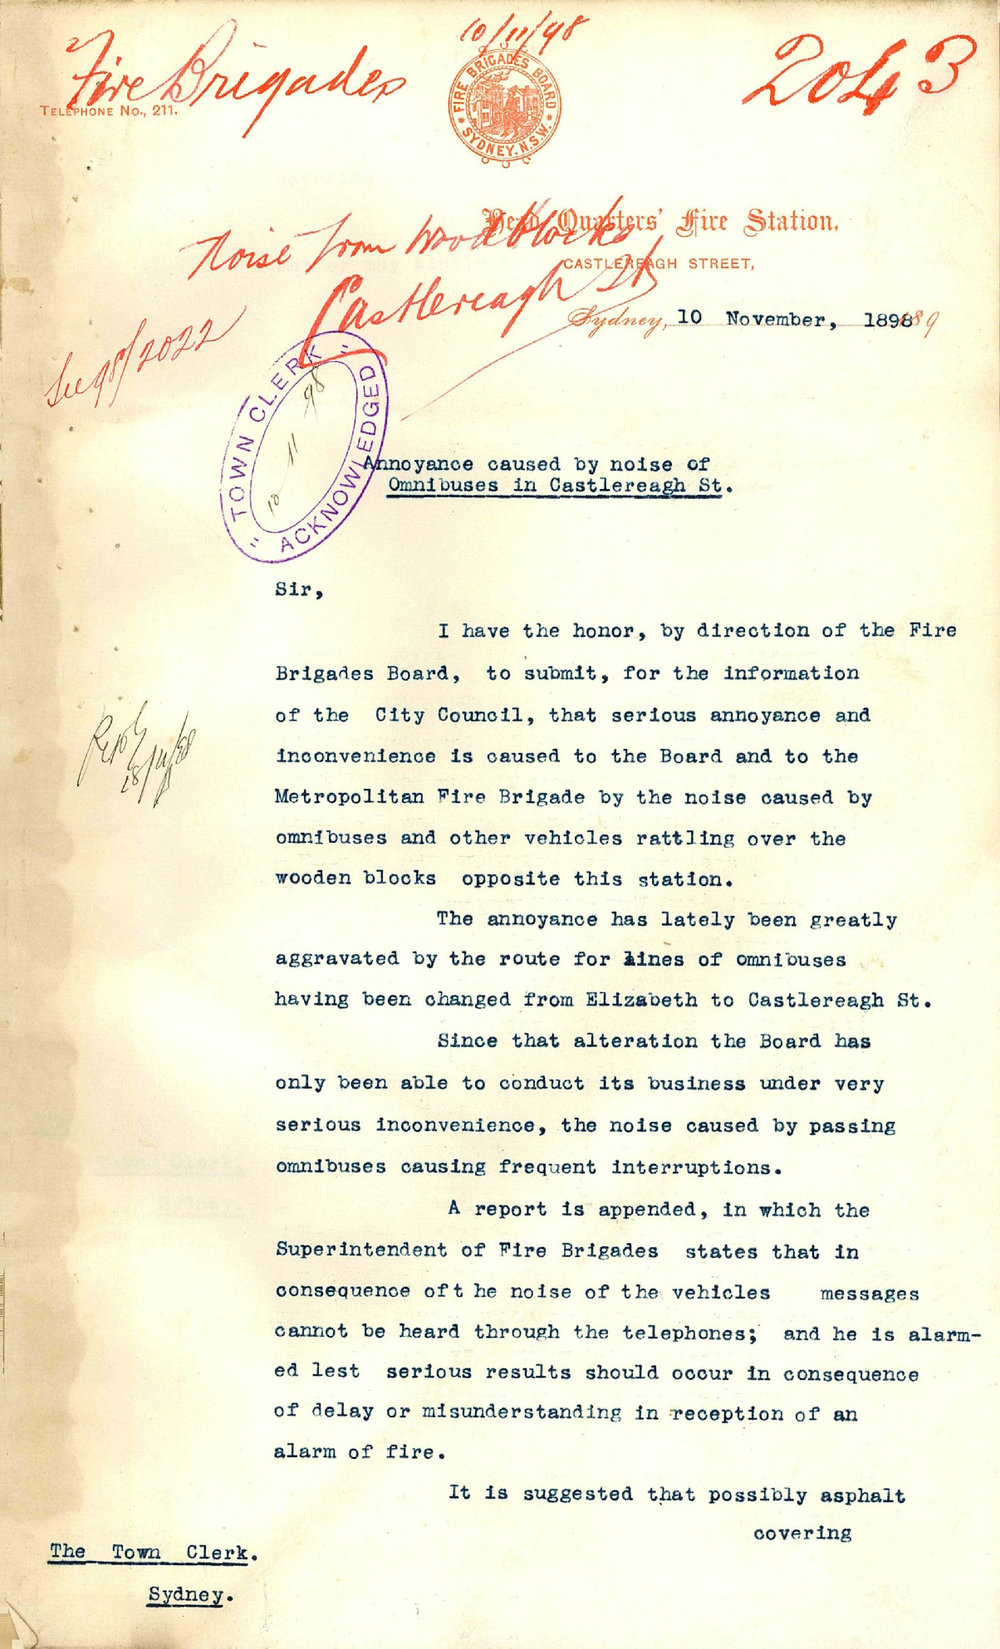 10/11/98
Fire Brigades
2043
TELEPHONE No., 211.
FIRE BRIGADES BOARD
SYDNEY. N.S.W.
Head Quarters' Fire Station,
Noise from Woodblocks
CASTLEREAGH STREET,
Castlereagh St
Sydney, 10 November, 1898 189
See 98/2022
"TOWN CLERK"
10 11 98
ACKNOWLEDGED
Annoyance caused by noise of
Omnibuses in Castlereagh St.
Sir,
I have the honor, by direction of the Fire
Brigades Board, to submit, for the information
of the City Council, that serious annoyance and
inconvenience is caused to the Board and to the
Metropolitan Fire Brigade by the noise caused by
omnibuses and other vehicles rattling over the
wooden blocks opposite this station.
The annoyance has lately been greatly
aggravated by the route for lines of omnibuses
having been changed from Elizabeth to Castlereagh St.
Since that alteration the Board has
only been able to conduct its business under very
serious inconvenience, the noise caused by passing
omnibuses causing frequent interruptions.
A report is appended, in which the
Superintendent of Fire Brigades states that in
consequence oft he noise of the vehicles messages
cannot be heard through the telephones; and he is alarm-
ed lest serious results should occur in consequence
of delay or misunderstanding in reception of an
alarm of fire.
It is suggested that possibly asphalt
covering
The Town Clerk.
Sydney.